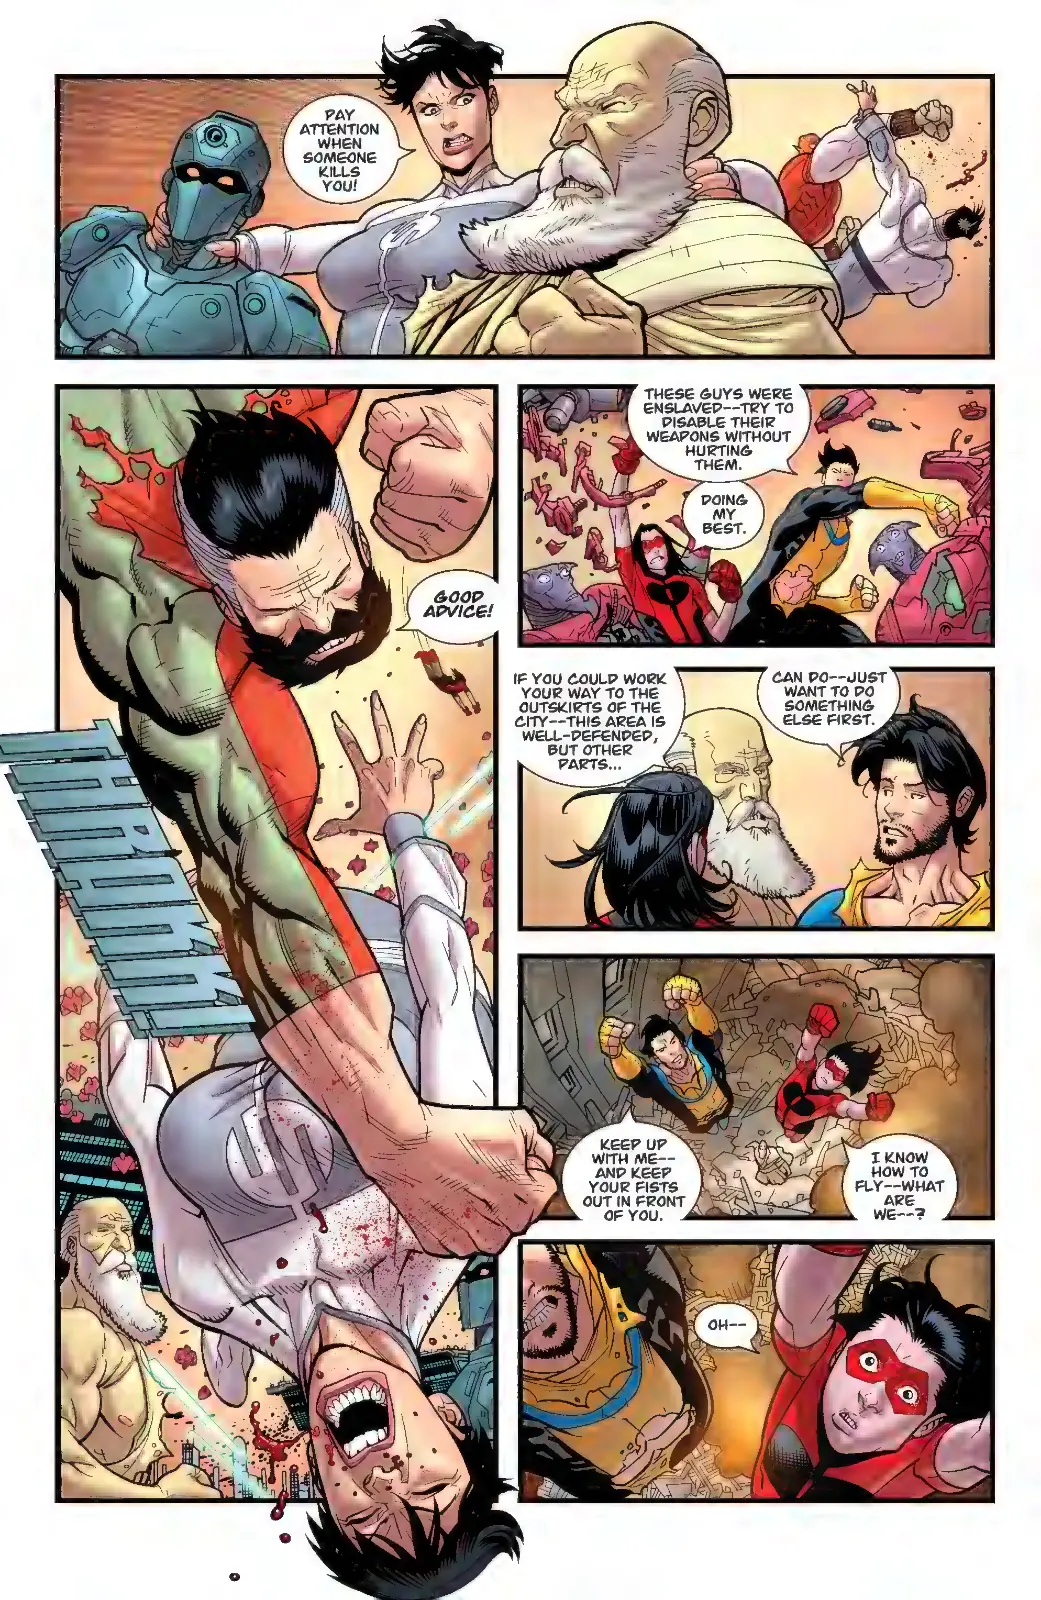 PAY
ATTENTION
WHEN
SOMEONE
KILLS
YOU!
GOOD
ADVICE!
THRAKK!
THESE GUYS WERE
ENSLAVED--TRY TO
DISABLE THEIR
WEAPONS WITHOUT
HURTING
THEM.
DOING
MY
BEST.
IF YOU COULD WORK
YOUR WAY TO THE
OUTSKIRTS OF THE
CITY--THIS AREA IS
WELL-DEFENDED,
BUT OTHER
PARTS...
CAN DO--JUST
WANT TO DO
SOMETHING
ELSE FIRST.
KEEP UP
WITH ME--
AND KEEP
YOUR FISTS
OUT IN FRONT
OF YOU.
I KNOW
HOW TO
FLY--WHAT
ARE
WE--?
OH--